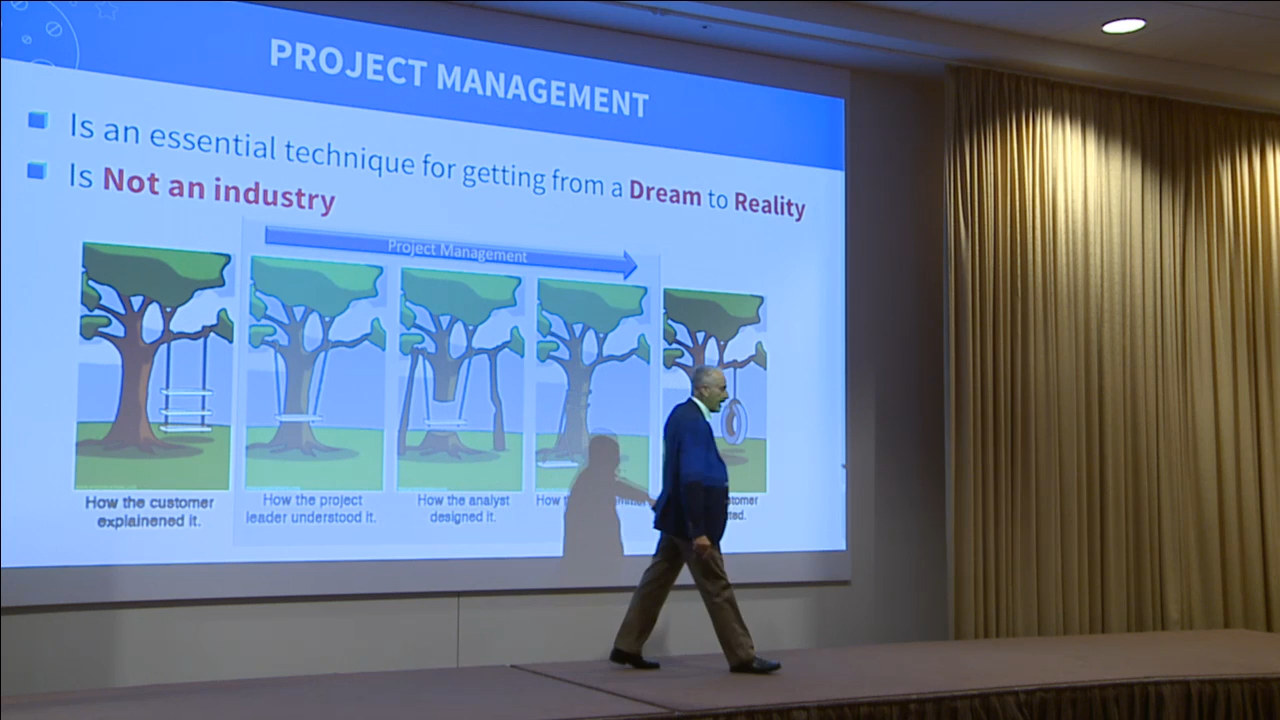 PROJECT MANAGEMENT
Is an essential technique for getting from a Dream to Reality
Is Not an industry
Project Management
How the customer
explainened it.
How the project
leader understood it.
How the analyst
designed it.
How